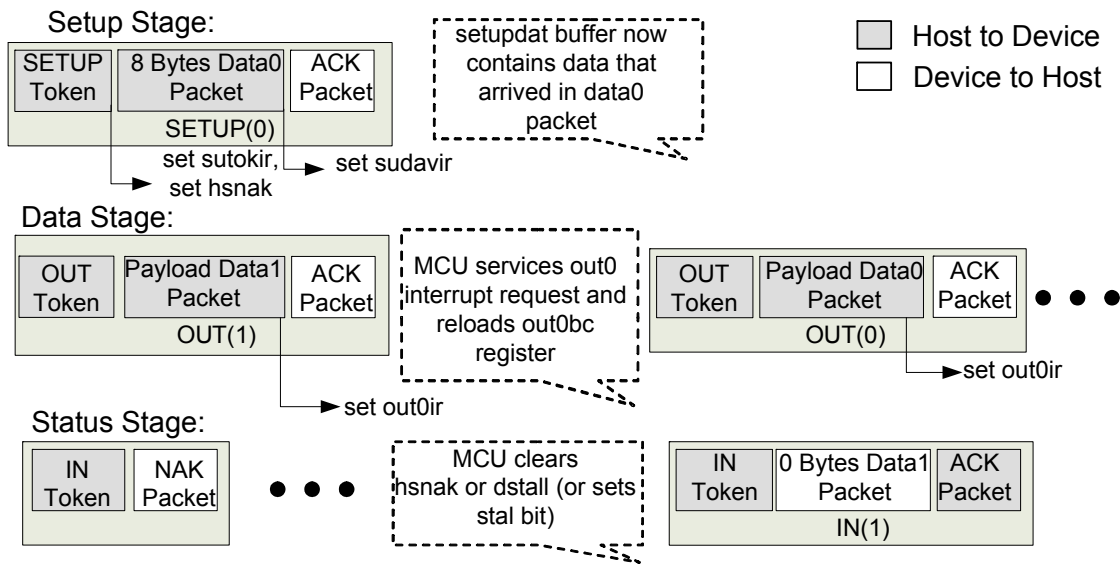 Setup Stage:
SETUP
Token
8 Bytes Data0
Packet
ACK
Packet
SETUP(0)
set sutokir,
set hsnak
set sudavir
setupdat buffer now
contains data that
arrived in data0
packet
Host to Device
Device to Host
Data Stage:
OUT
Token
Payload Data1
Packet
ACK
Packet
OUT(1)
set out0ir
MCU services out0
interrupt request and
reloads out0bc
register
OUT
Token
Payload Data0
Packet
ACK
Packet
OUT(0)
set out0ir
Status Stage:
IN
Token
NAK
Packet
MCU clears
hsnak or dstall (or sets
stal bit)
IN
Token
0 Bytes Data1
Packet
ACK
Packet
IN(1)